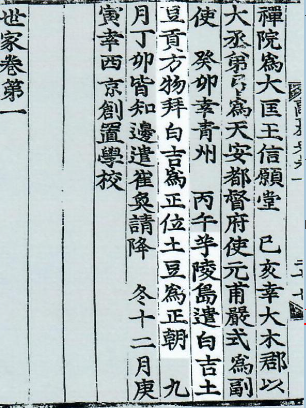 禪院爲大匡王信願堂　己亥幸大木郡以
大丞弟弓爲天安都督府使元甫嚴式爲副
使　癸卯幸青州　丙午芋陵島遣白吉土
豆貢方物拜白吉爲正位土豆爲正朝　九
月丁卯皆知邊遣崔奐請降　冬十二月庚
寅幸西京創置學校
世家卷第一